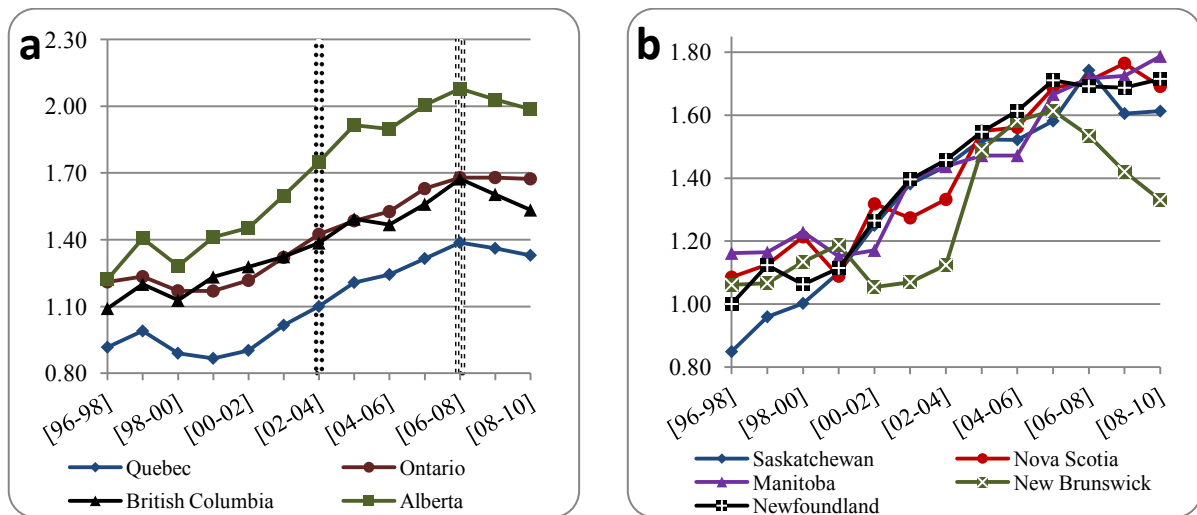 a
2.30
2.00
1.70
1.40
1.10
0.80
[96-98]
[98-00]
[00-02]
[02-04]
[04-06]
[06-08]
[08-10]
Quebec
Ontario
British Columbia
Alberta
b
1.80
1.60
1.40
1.20
1.00
0.80
[96-98]
[98-00]
[00-02]
[02-04]
[04-06]
[06-08]
[08-10]
Saskatchewan
Nova Scotia
Manitoba
New Brunswick
Newfoundland